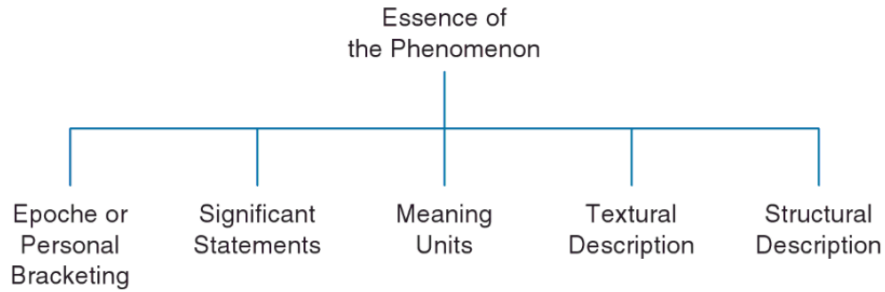 Essence of
the Phenomenon
Epoche or
Personal
Bracketing
Significant
Statements
Meaning
Units
Textural
Description
Structural
Description